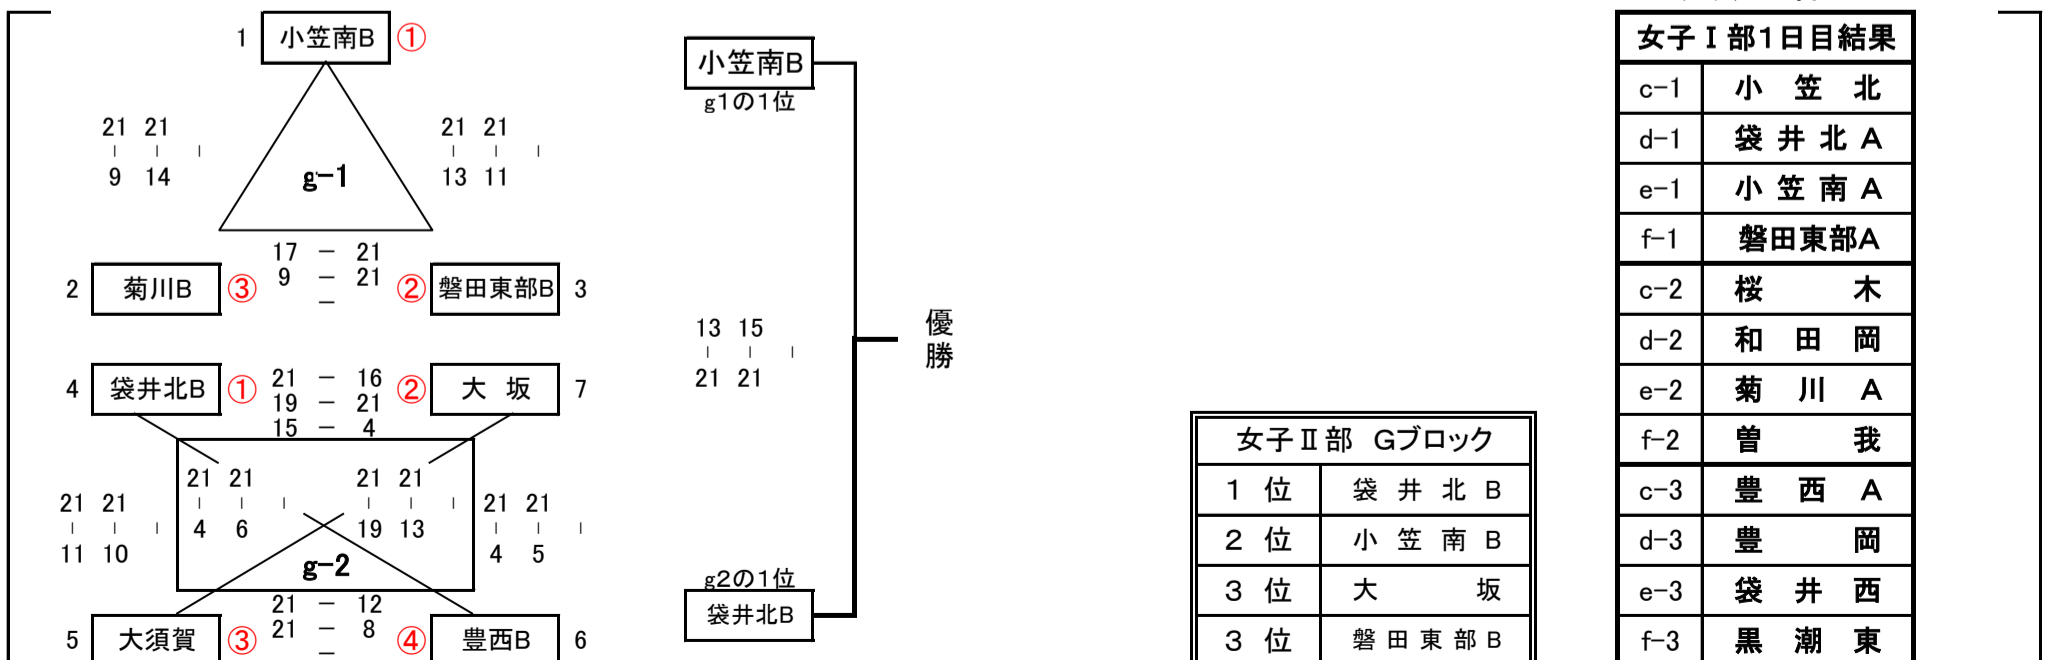 1 小笠南B ①
21 21
9 14
21 21
13 11
g-1
17 － 21
9 － 21
－
2 菊川B ③
② 磐田東部B 3
4 袋井北B ①
21 － 16
19 － 21
15 － 4
② 大 坂 7
21 21
4 6
21 21
19 13
21 21
11 10
21 21
4 5
g-2
21 － 12
21 － 8
－
5 大須賀 ③
④ 豊西B 6
小笠南B
g1の1位
13 15
21 21
優勝
g2の1位
袋井北B
女子Ⅱ部 Gブロック
1 位 袋井北B
2 位 小笠南B
3 位 大坂
3 位 磐田東部B
女子Ⅰ部1日目結果
c-1 小笠北
d-1 袋井北A
e-1 小笠南A
f-1 磐田東部A
c-2 桜木
d-2 和田岡
e-2 菊川A
f-2 曽我
c-3 豊西A
d-3 豊岡
e-3 袋井西
f-3 黒潮東